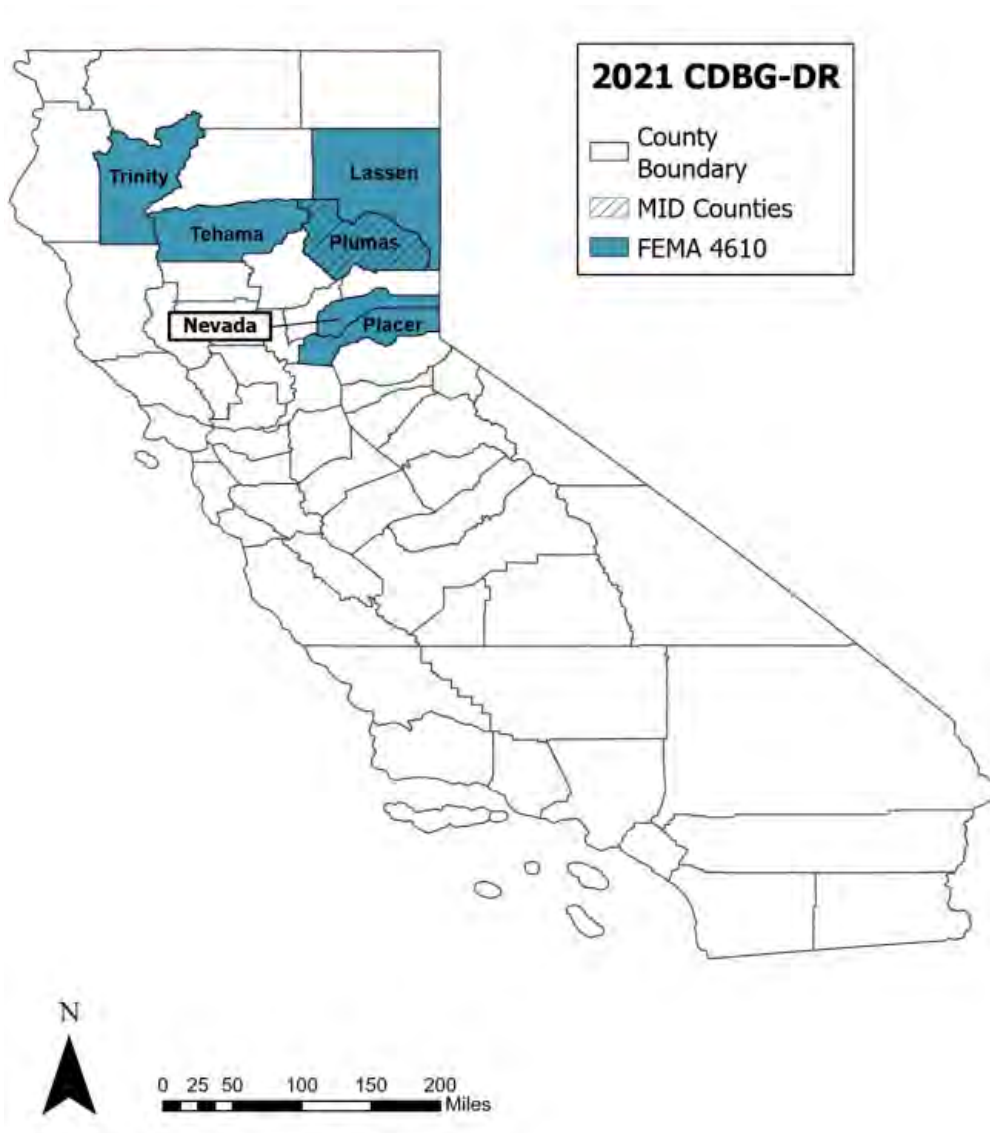 2021 CDBG-DR
County
Boundary
MID Counties
FEMA 4610
Trinity
Lassen
Tehama
Plumas
Nevada
Placer
N
0 25 50 100 150 200
Miles